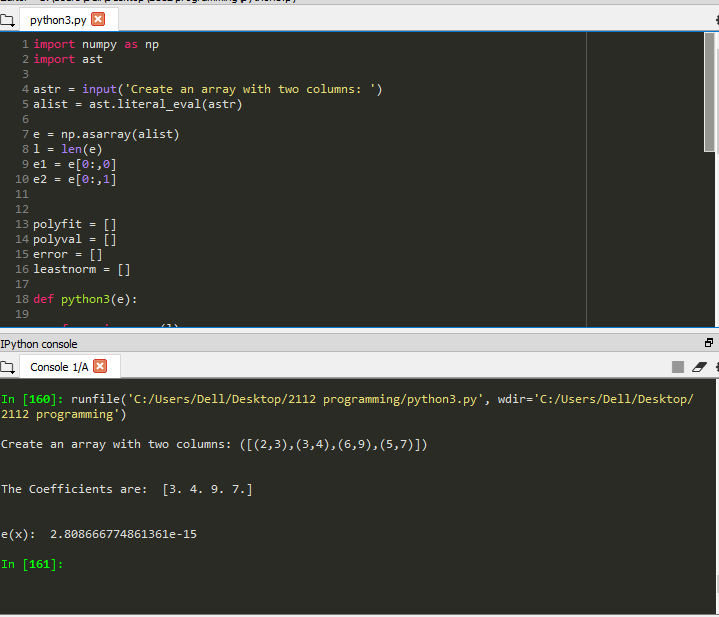 python3.py
1 import numpy as np
2 import ast
3
4 astr = input('Create an array with two columns: ')
5 alist = ast.literal_eval(astr)
6
7 e = np.asarray(alist)
8 l = len(e)
9 e1 = e[0:,0]
10 e2 = e[0:,1]
11
12
13 polyfit = []
14 polyval = []
15 error = []
16 leastnorm = []
17
18 def python3(e):
19
IPython console
Console 1/A
In [160]: runfile('C:/Users/Dell/Desktop/2112 programming/python3.py', wdir='C:/Users/Dell/Desktop/
2112 programming')
Create an array with two columns: ([(2,3),(3,4),(6,9),(5,7)])
The Coefficients are:  [3. 4. 9. 7.]
e(x):  2.808666774861361e-15
In [161]: